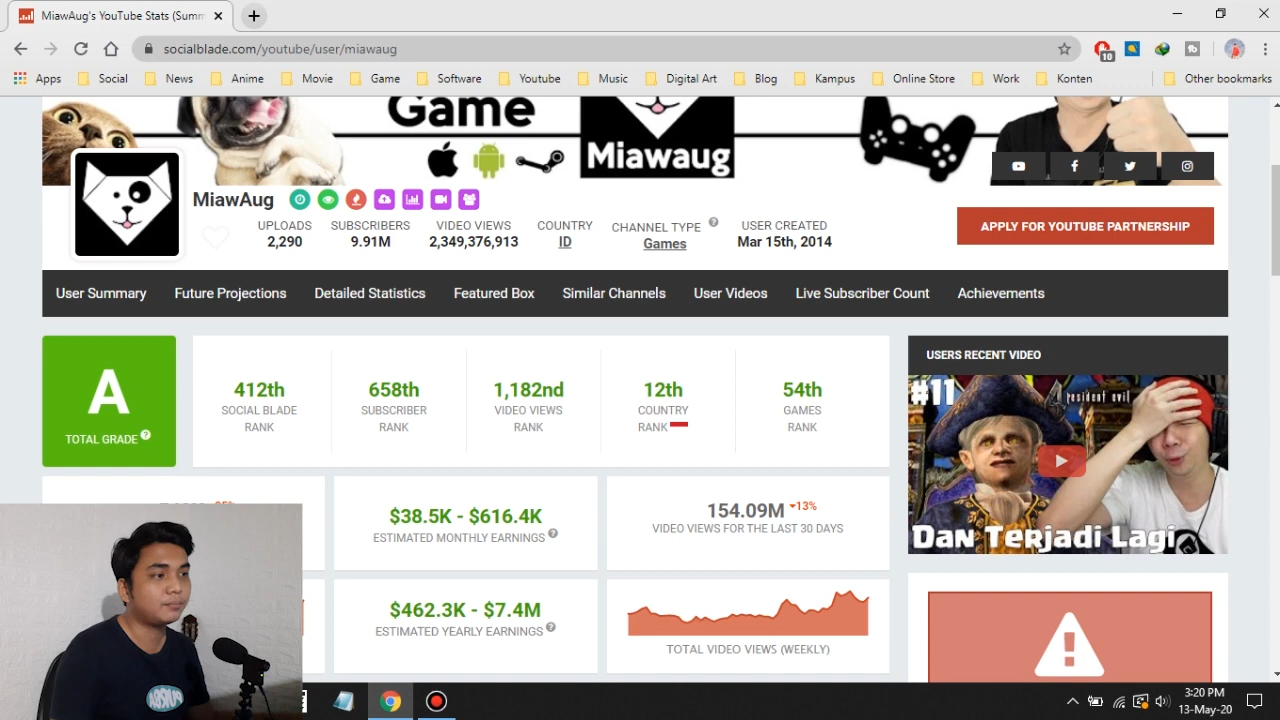 MiawAug's YouTube Stats (Summ
socialblade.com/youtube/user/miawaug
10
Apps Social News Anime Movie Game Software Youtube Music Digital Art Blog Kampus Online Store Work Konten Other bookmarks
Game
Miawaug
MiawAug
UPLOADS
2,290
SUBSCRIBERS
9.91M
VIDEO VIEWS
2,349,376,913
COUNTRY
ID
CHANNEL TYPE ?
Games
USER CREATED
Mar 15th, 2014
APPLY FOR YOUTUBE PARTNERSHIP
User Summary Future Projections Detailed Statistics Featured Box Similar Channels User Videos Live Subscriber Count Achievements
A
TOTAL GRADE ?
412th
SOCIAL BLADE
RANK
658th
SUBSCRIBER
RANK
1,182nd
VIDEO VIEWS
RANK
12th
COUNTRY
RANK
54th
GAMES
RANK
USERS RECENT VIDEO
#11
resident evil
Dan Terjadi Lagi
$38.5K - $616.4K
ESTIMATED MONTHLY EARNINGS ?
154.09M -13%
VIDEO VIEWS FOR THE LAST 30 DAYS
$462.3K - $7.4M
ESTIMATED YEARLY EARNINGS ?
TOTAL VIDEO VIEWS (WEEKLY)
3:20 PM
13-May-20